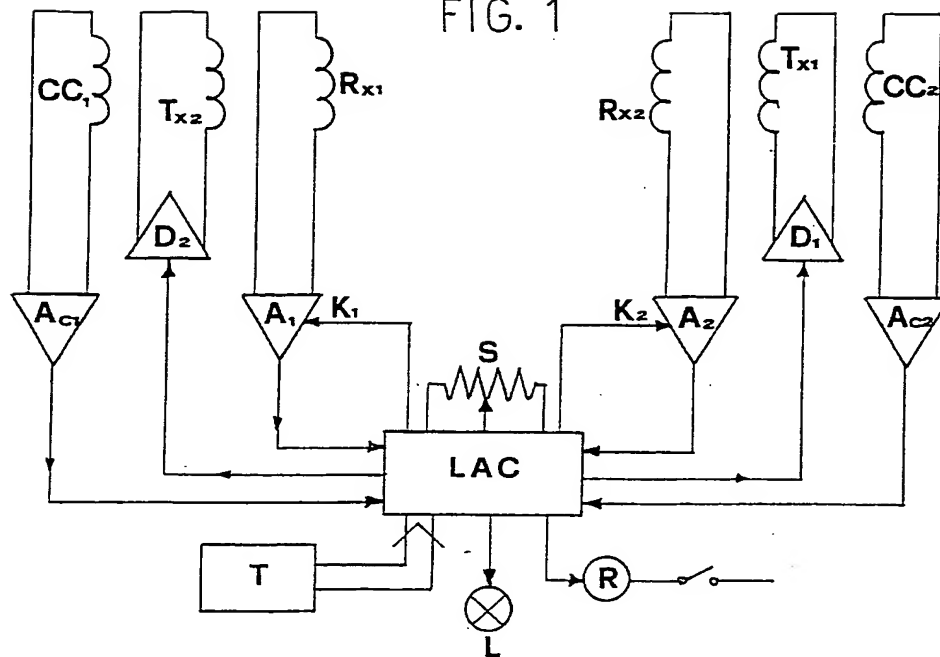 FIG. 1
CC₁ Tx2 Rx1 Rx2 Tx1 CC₂
D₂ D₁
Ac1 A₁ K₁ K₂ A₂ Ac2
S
LAC
T R
L